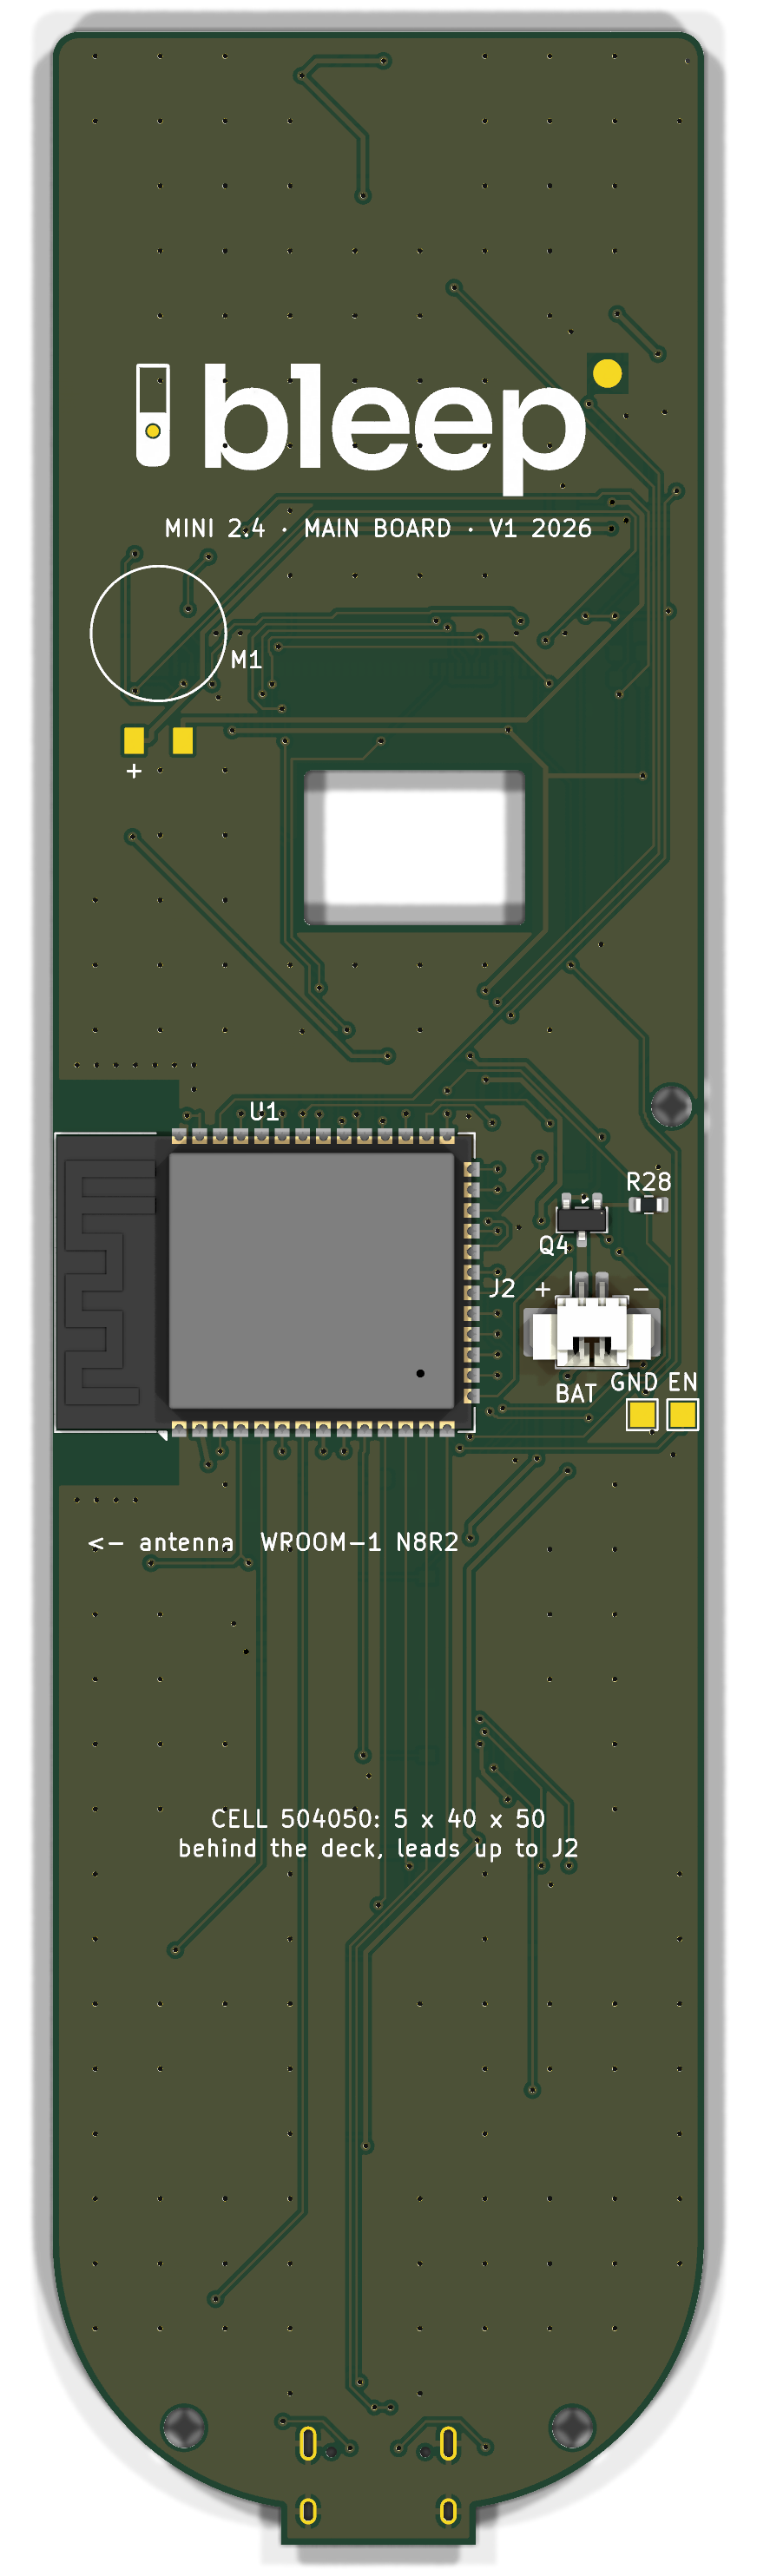 bleep
MINI 2.4 · MAIN BOARD · V1 2026
M1
+
U1
R28
Q4
J2 + -
BAT GND EN
<- antenna WROOM-1 N8R2
CELL 504050: 5 x 40 x 50
behind the deck, leads up to J2